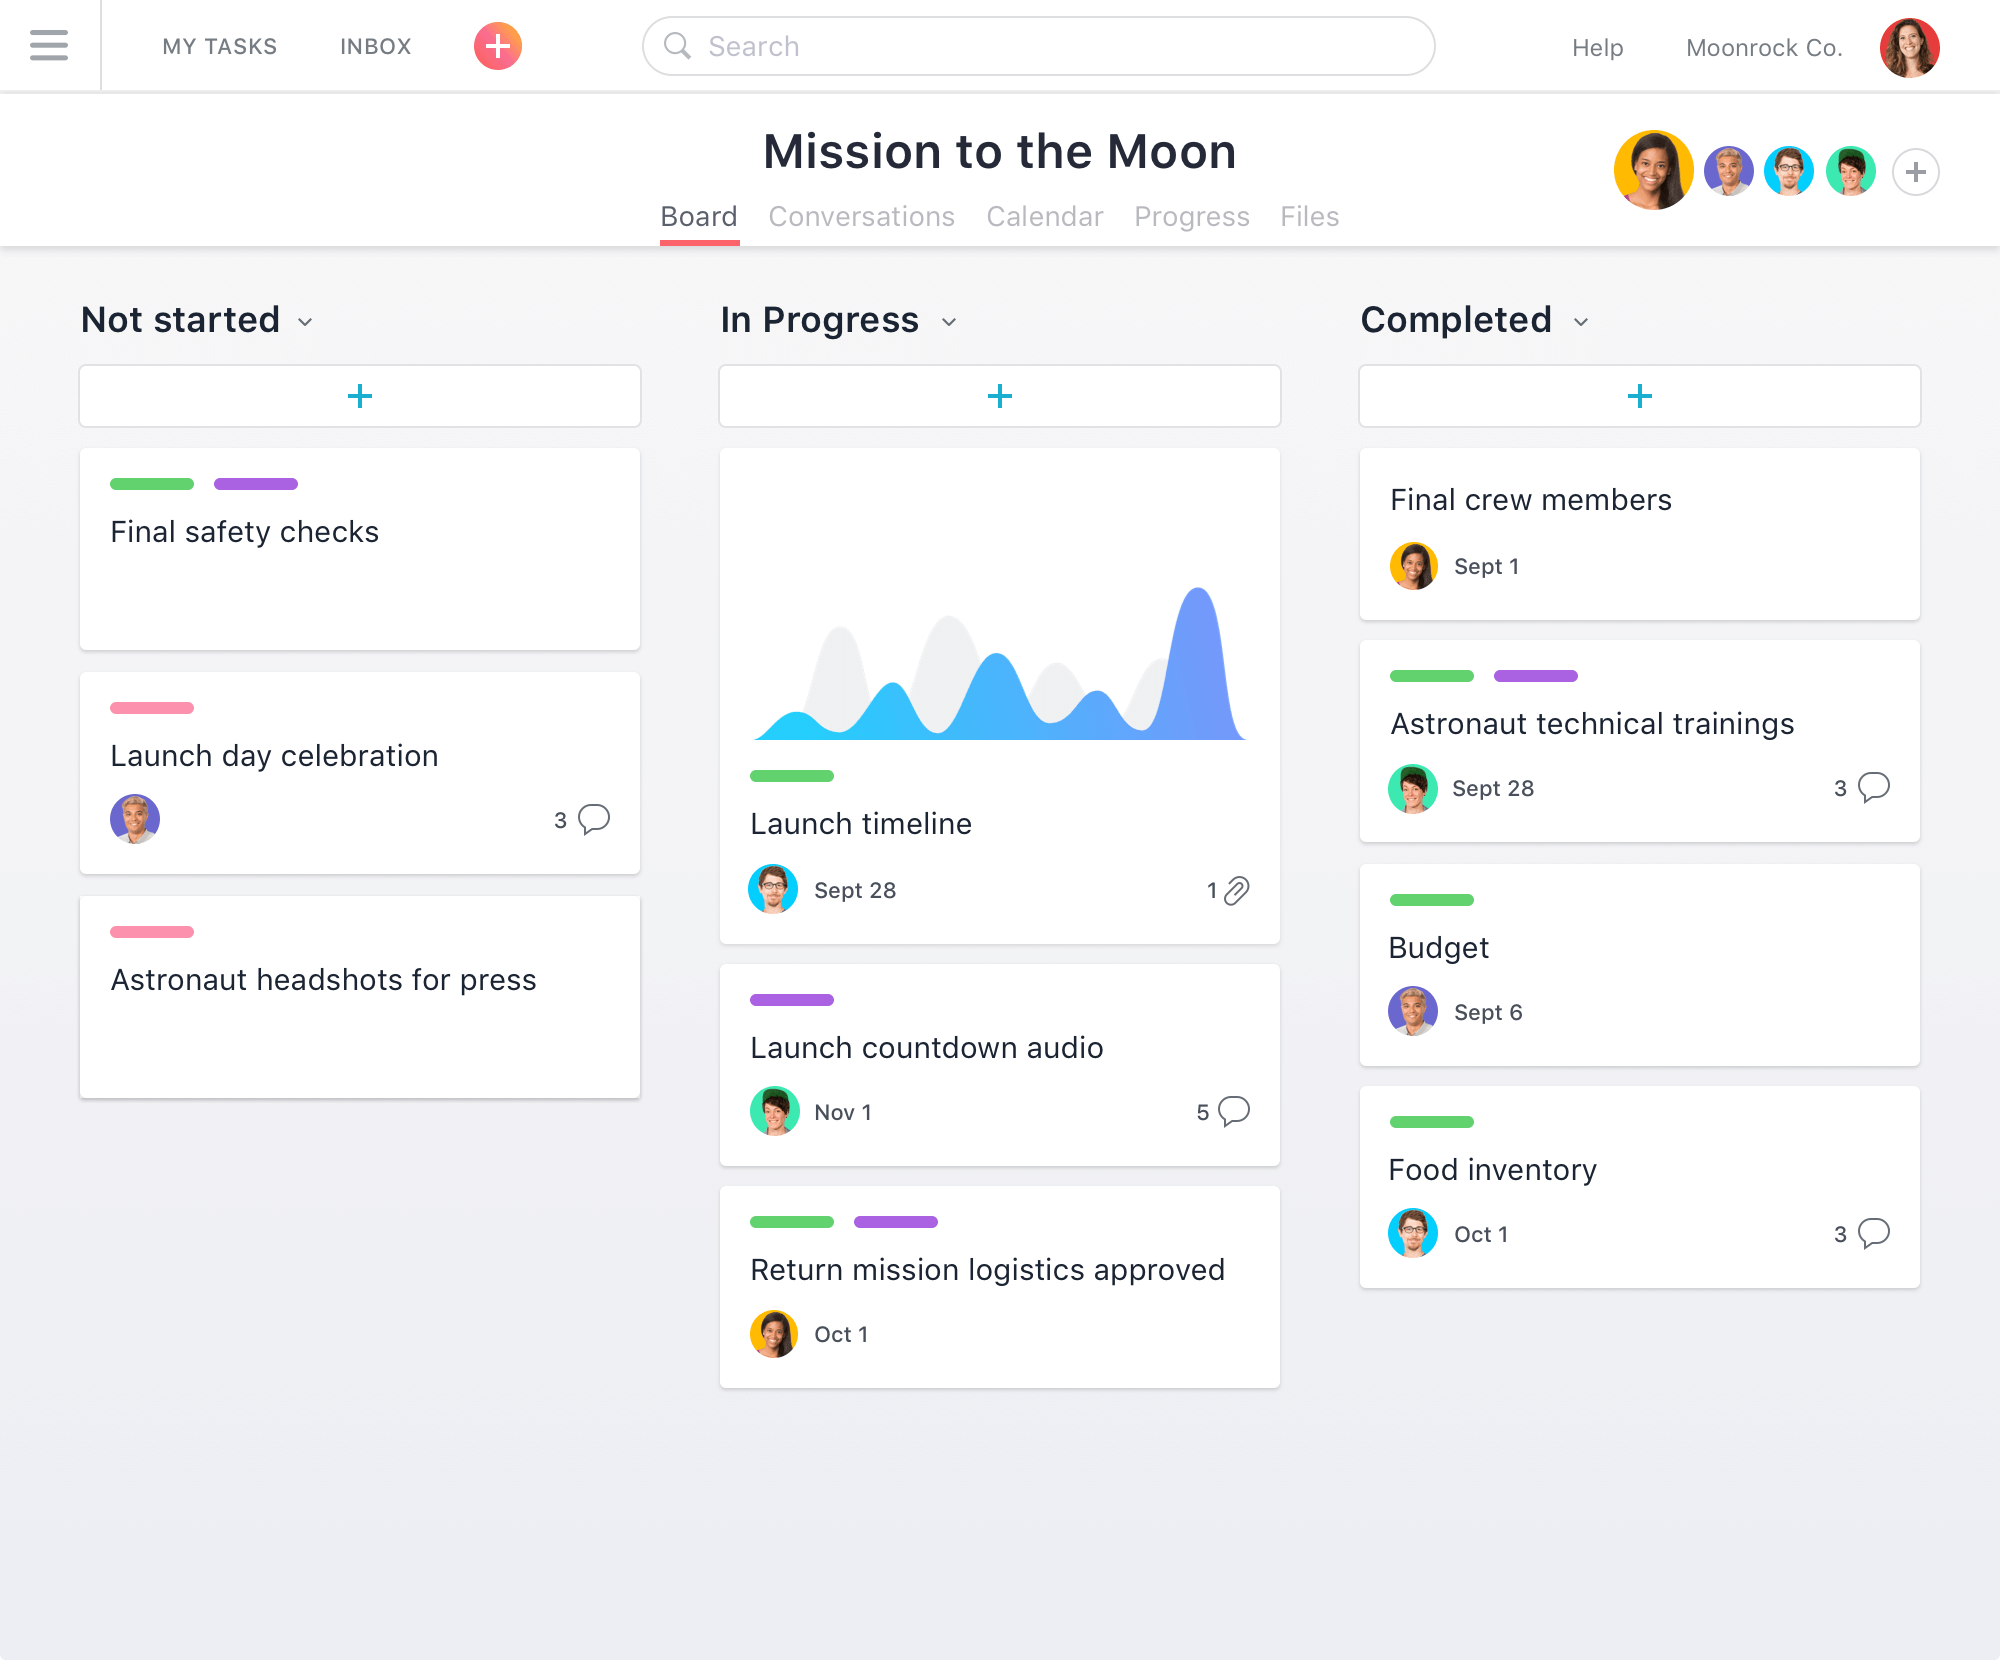 MY TASKS
INBOX
Search
Help
Moonrock Co.
Mission to the Moon
Board
Conversations
Calendar
Progress
Files
Not started
Final safety checks
Launch day celebration
3
Astronaut headshots for press
In Progress
Launch timeline
Sept 28
1
Launch countdown audio
Nov 1
5
Return mission logistics approved
Oct 1
Completed
Final crew members
Sept 1
Astronaut technical trainings
Sept 28
3
Budget
Sept 6
Food inventory
Oct 1
3